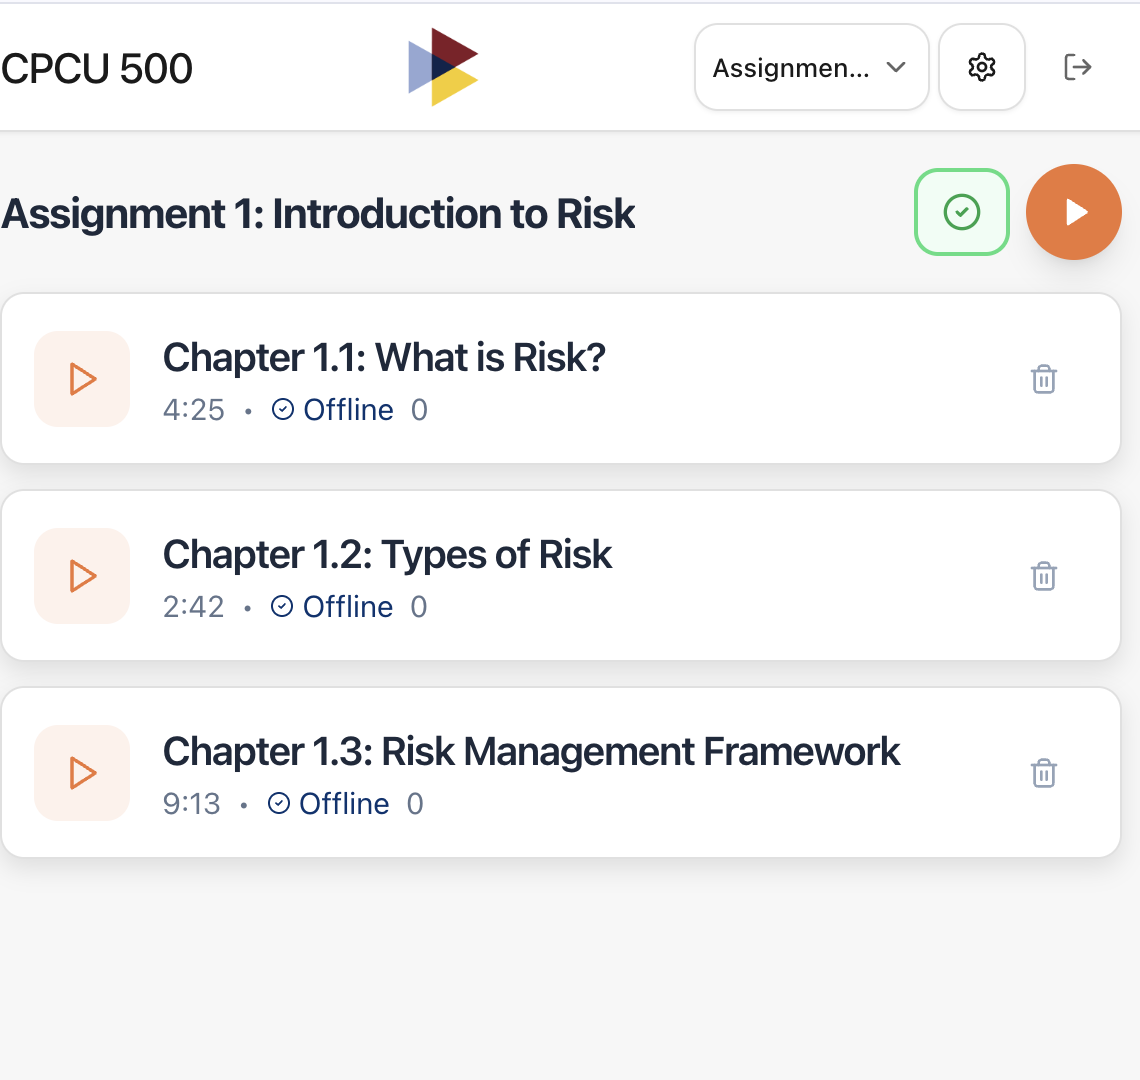 CPCU 500
Assignmen...
Assignment 1: Introduction to Risk
Chapter 1.1: What is Risk?
4:25 • Offline 0
Chapter 1.2: Types of Risk
2:42 • Offline 0
Chapter 1.3: Risk Management Framework
9:13 • Offline 0